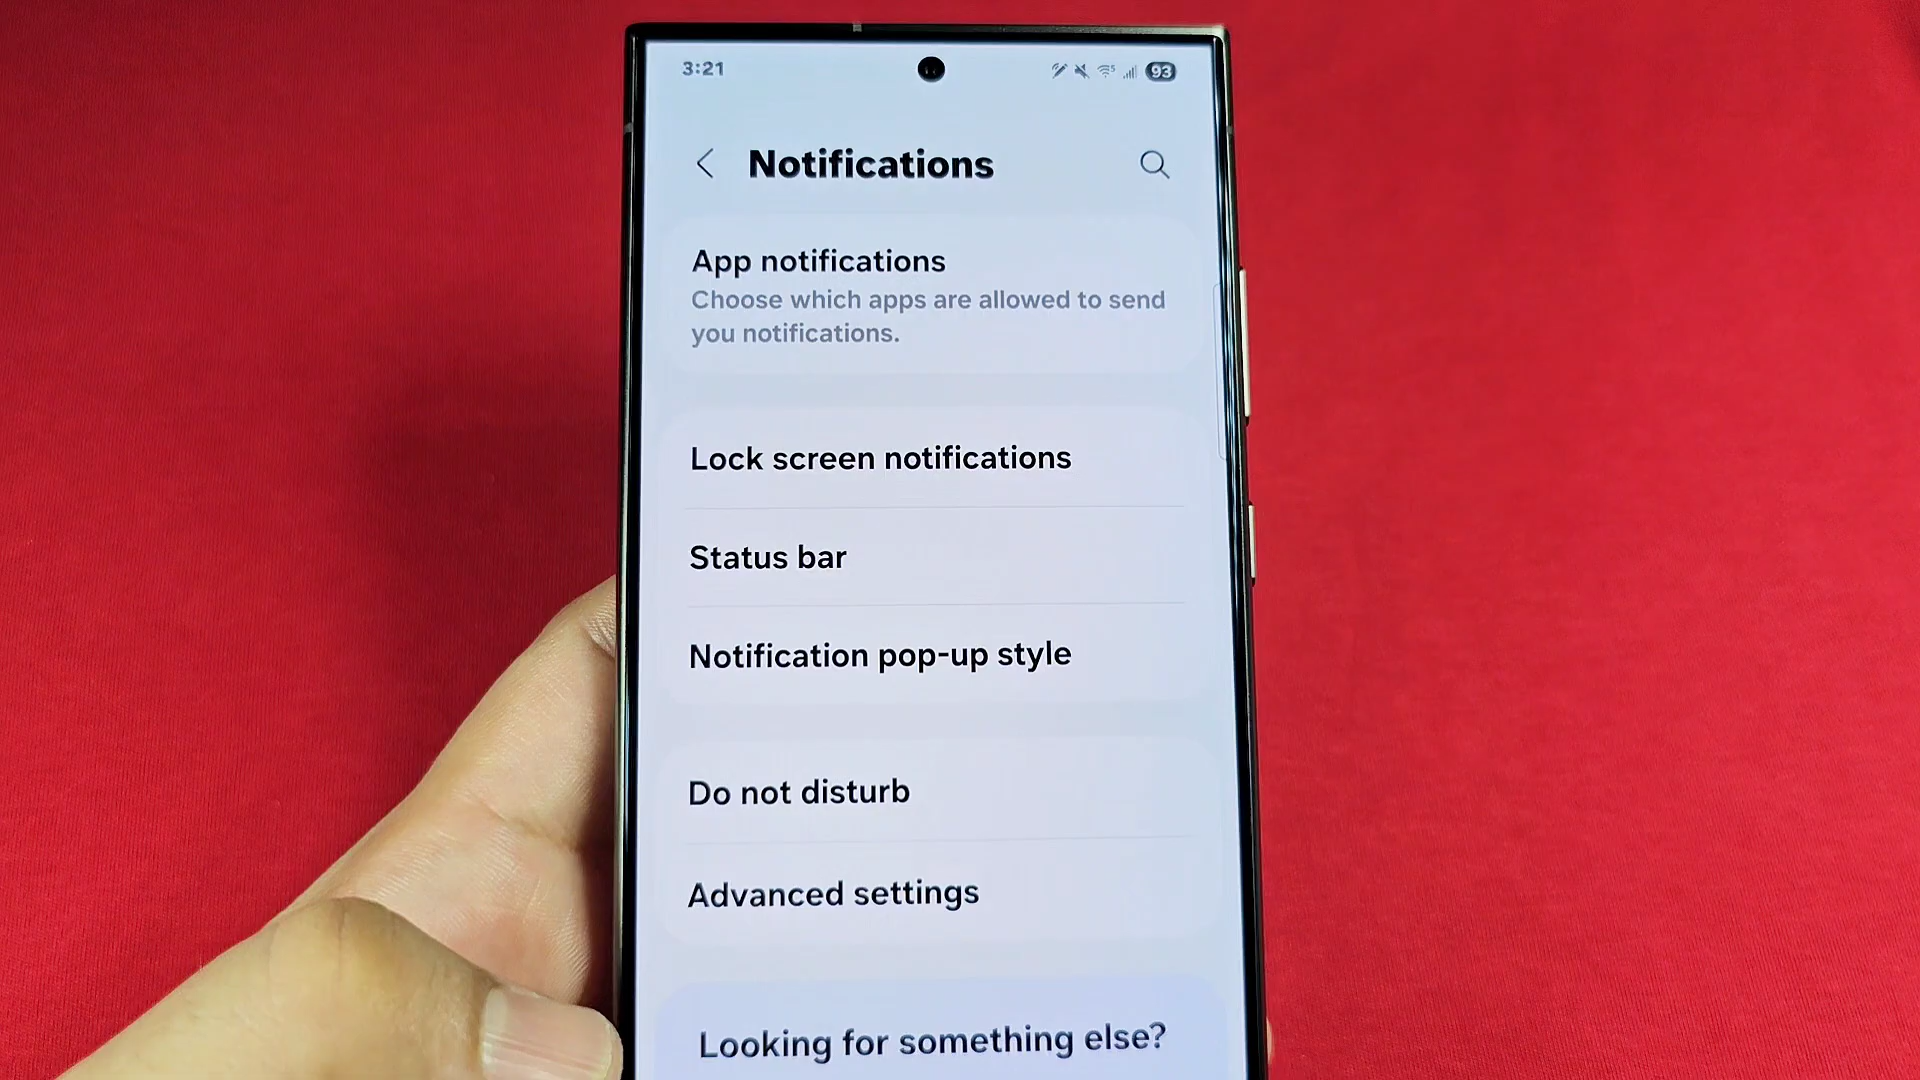 3:21
5
93
Notifications
App notifications
Choose which apps are allowed to send
you notifications.
Lock screen notifications
Status bar
Notification pop-up style
Do not disturb
Advanced settings
Looking for something else?